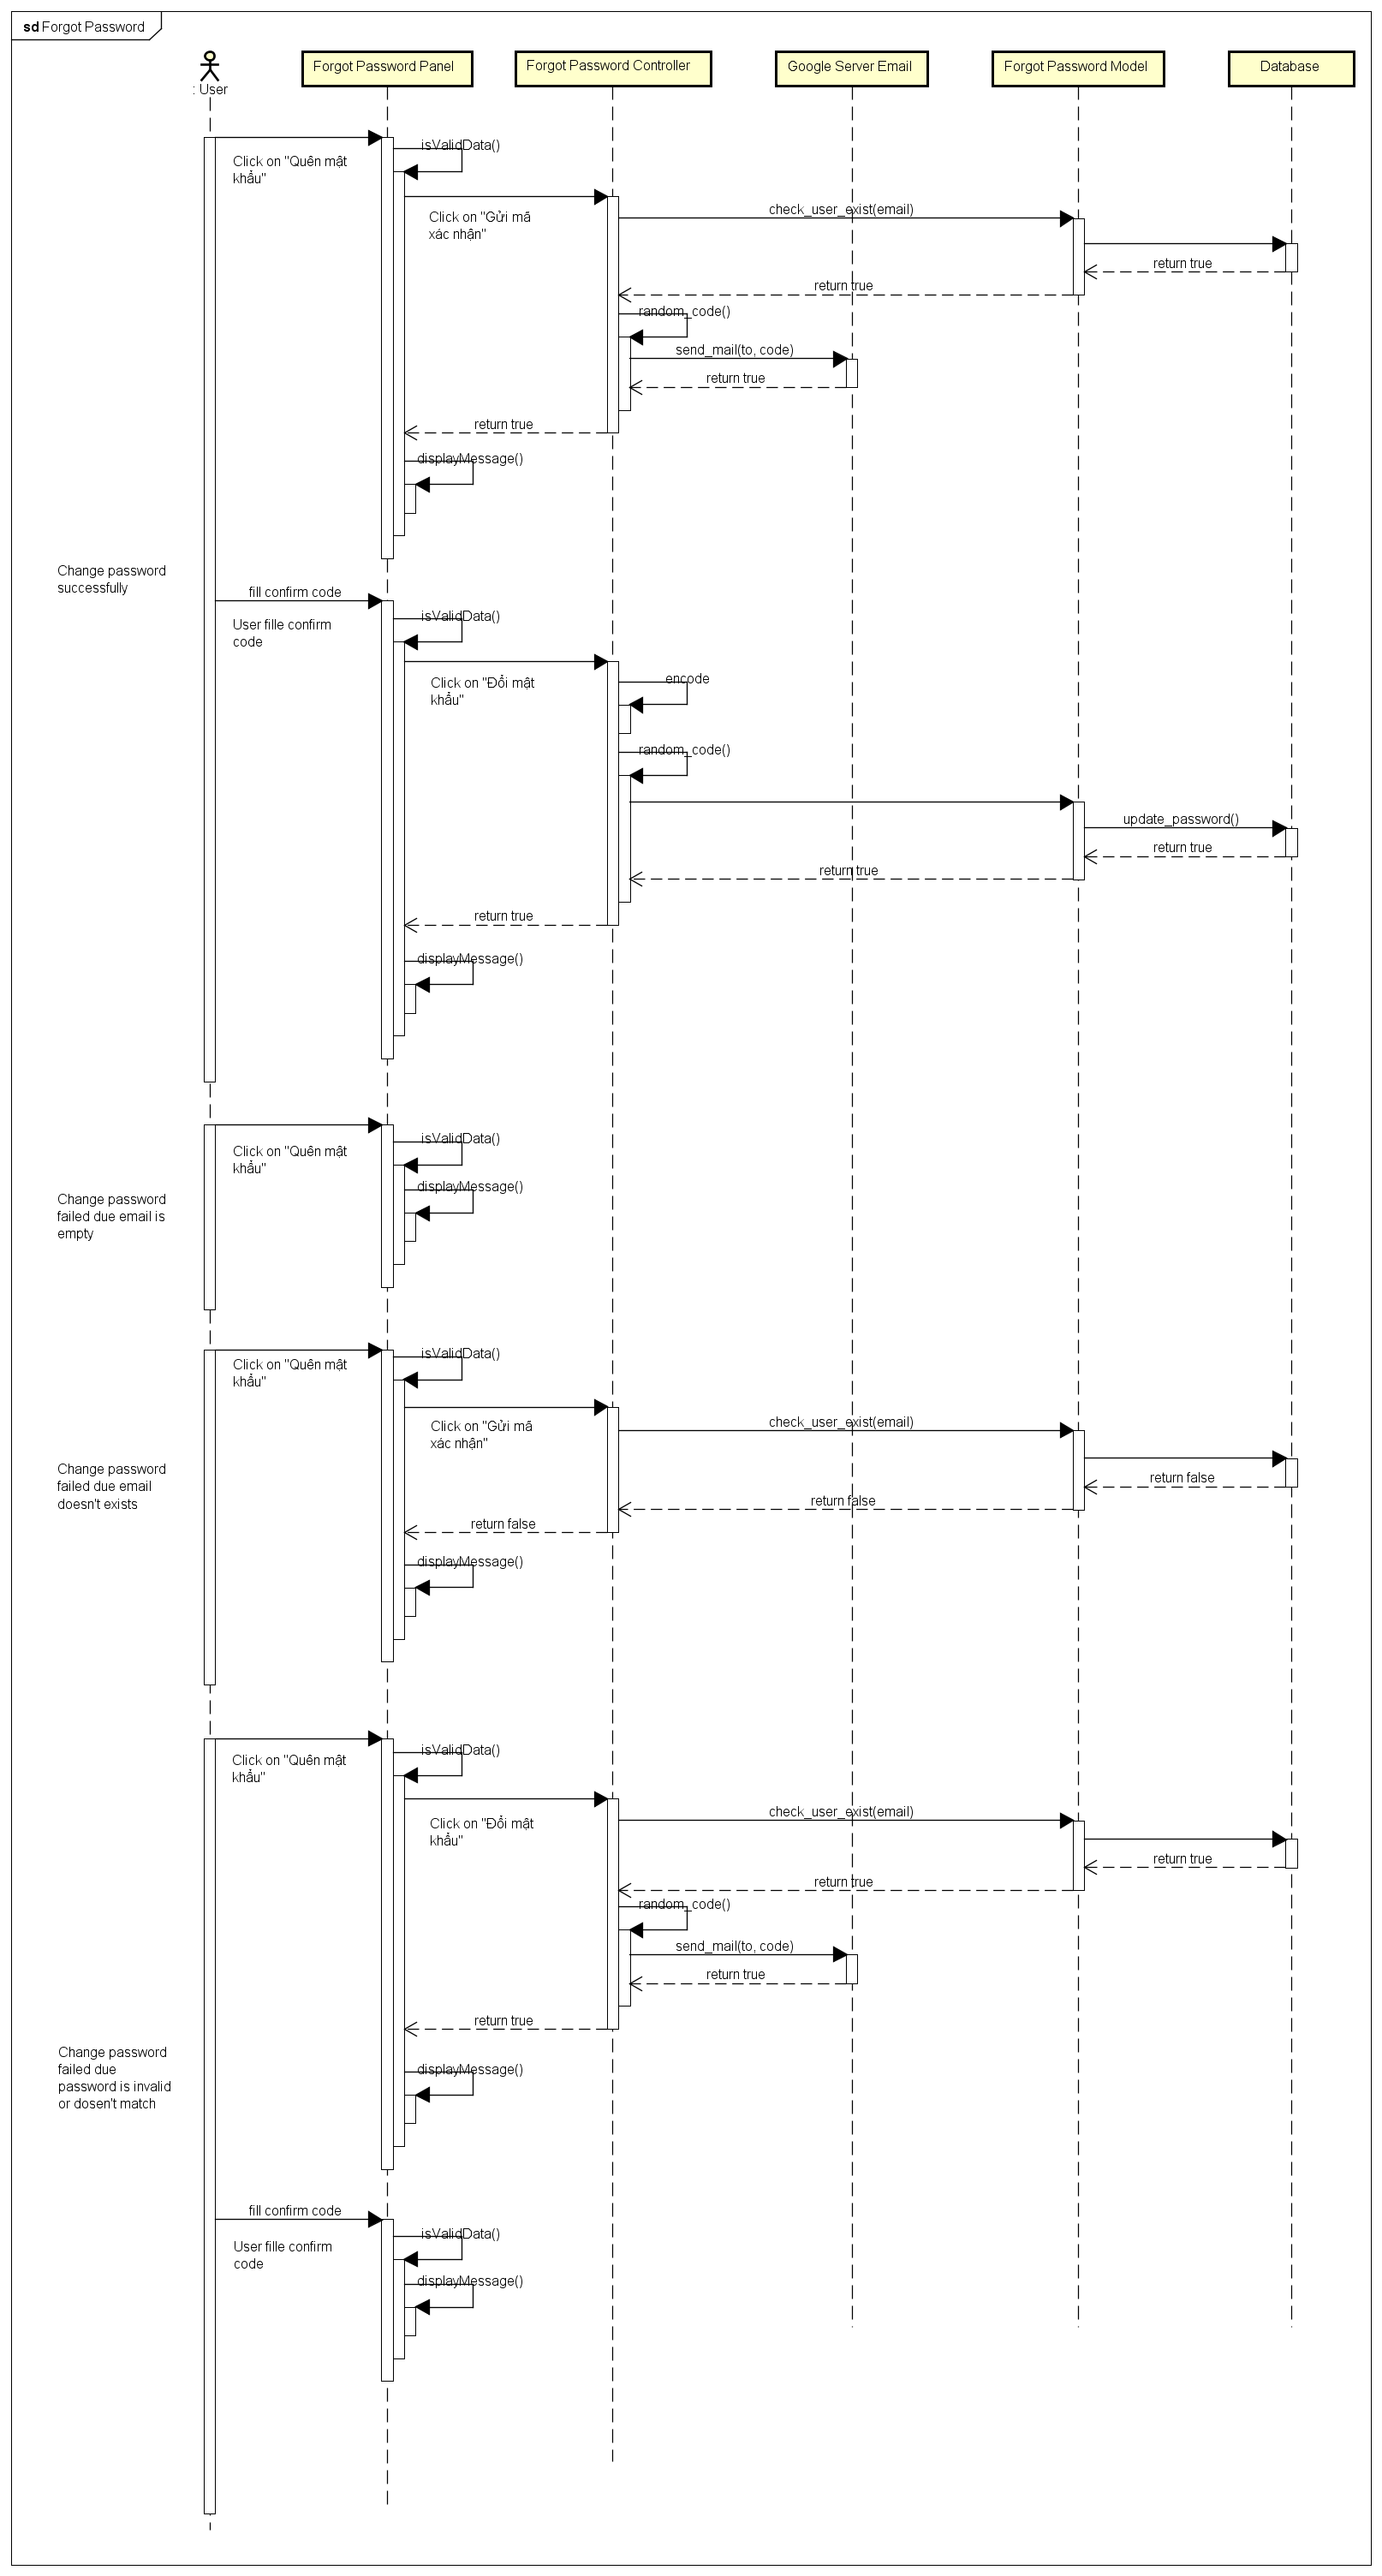 sd Forgot Password
: User
Forgot Password Panel
Forgot Password Controller
Google Server Email
Forgot Password Model
Database
isValidData()
Click on "Quên mật
khẩu"
Click on "Gửi mã
xác nhận"
check_user_exist(email)
return true
return true
random_code()
send_mail(to, code)
return true
return true
displayMessage()
Change password
successfully
fill confirm code
isValidData()
User fille confirm
code
Click on "Đổi mật
khẩu"
encode
random_code()
update_password()
return true
return true
return true
displayMessage()
isValidData()
Click on "Quên mật
khẩu"
displayMessage()
Change password
failed due email is
empty
isValidData()
Click on "Quên mật
khẩu"
Click on "Gửi mã
xác nhận"
check_user_exist(email)
Change password
failed due email
doesn't exists
return false
return false
return false
displayMessage()
isValidData()
Click on "Quên mật
khẩu"
Click on "Đổi mật
khẩu"
check_user_exist(email)
return true
return true
random_code()
send_mail(to, code)
return true
return true
Change password
failed due
password is invalid
or dosen't match
displayMessage()
fill confirm code
isValidData()
User fille confirm
code
displayMessage()